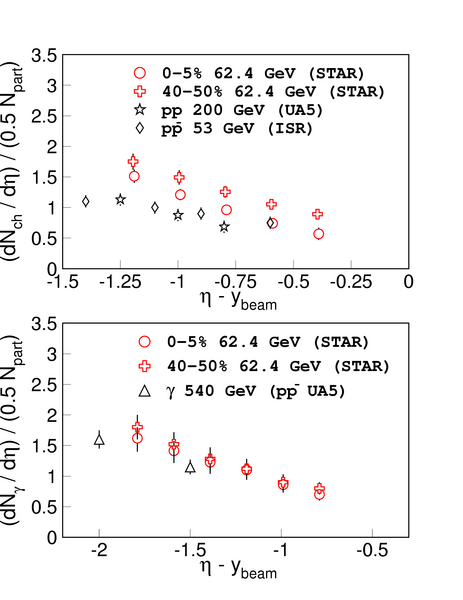 3.5
0-5% 62.4 GeV (STAR)
3
40-50% 62.4 GeV (STAR)
2.5
pp 200 GeV (UA5)
pp̄ 53 GeV (ISR)
2
1.5
1
0.5
0
(dN_ch / dη) / (0.5 N_part)
-1.5 -1.25 -1 -0.75 -0.5 -0.25 0
η - y_beam
3.5
0-5% 62.4 GeV (STAR)
3
40-50% 62.4 GeV (STAR)
2.5
γ 540 GeV (pp̄ UA5)
2
1.5
1
0.5
0
(dN_γ / dη) / (0.5 N_part)
-2 -1.5 -1 -0.5
η - y_beam